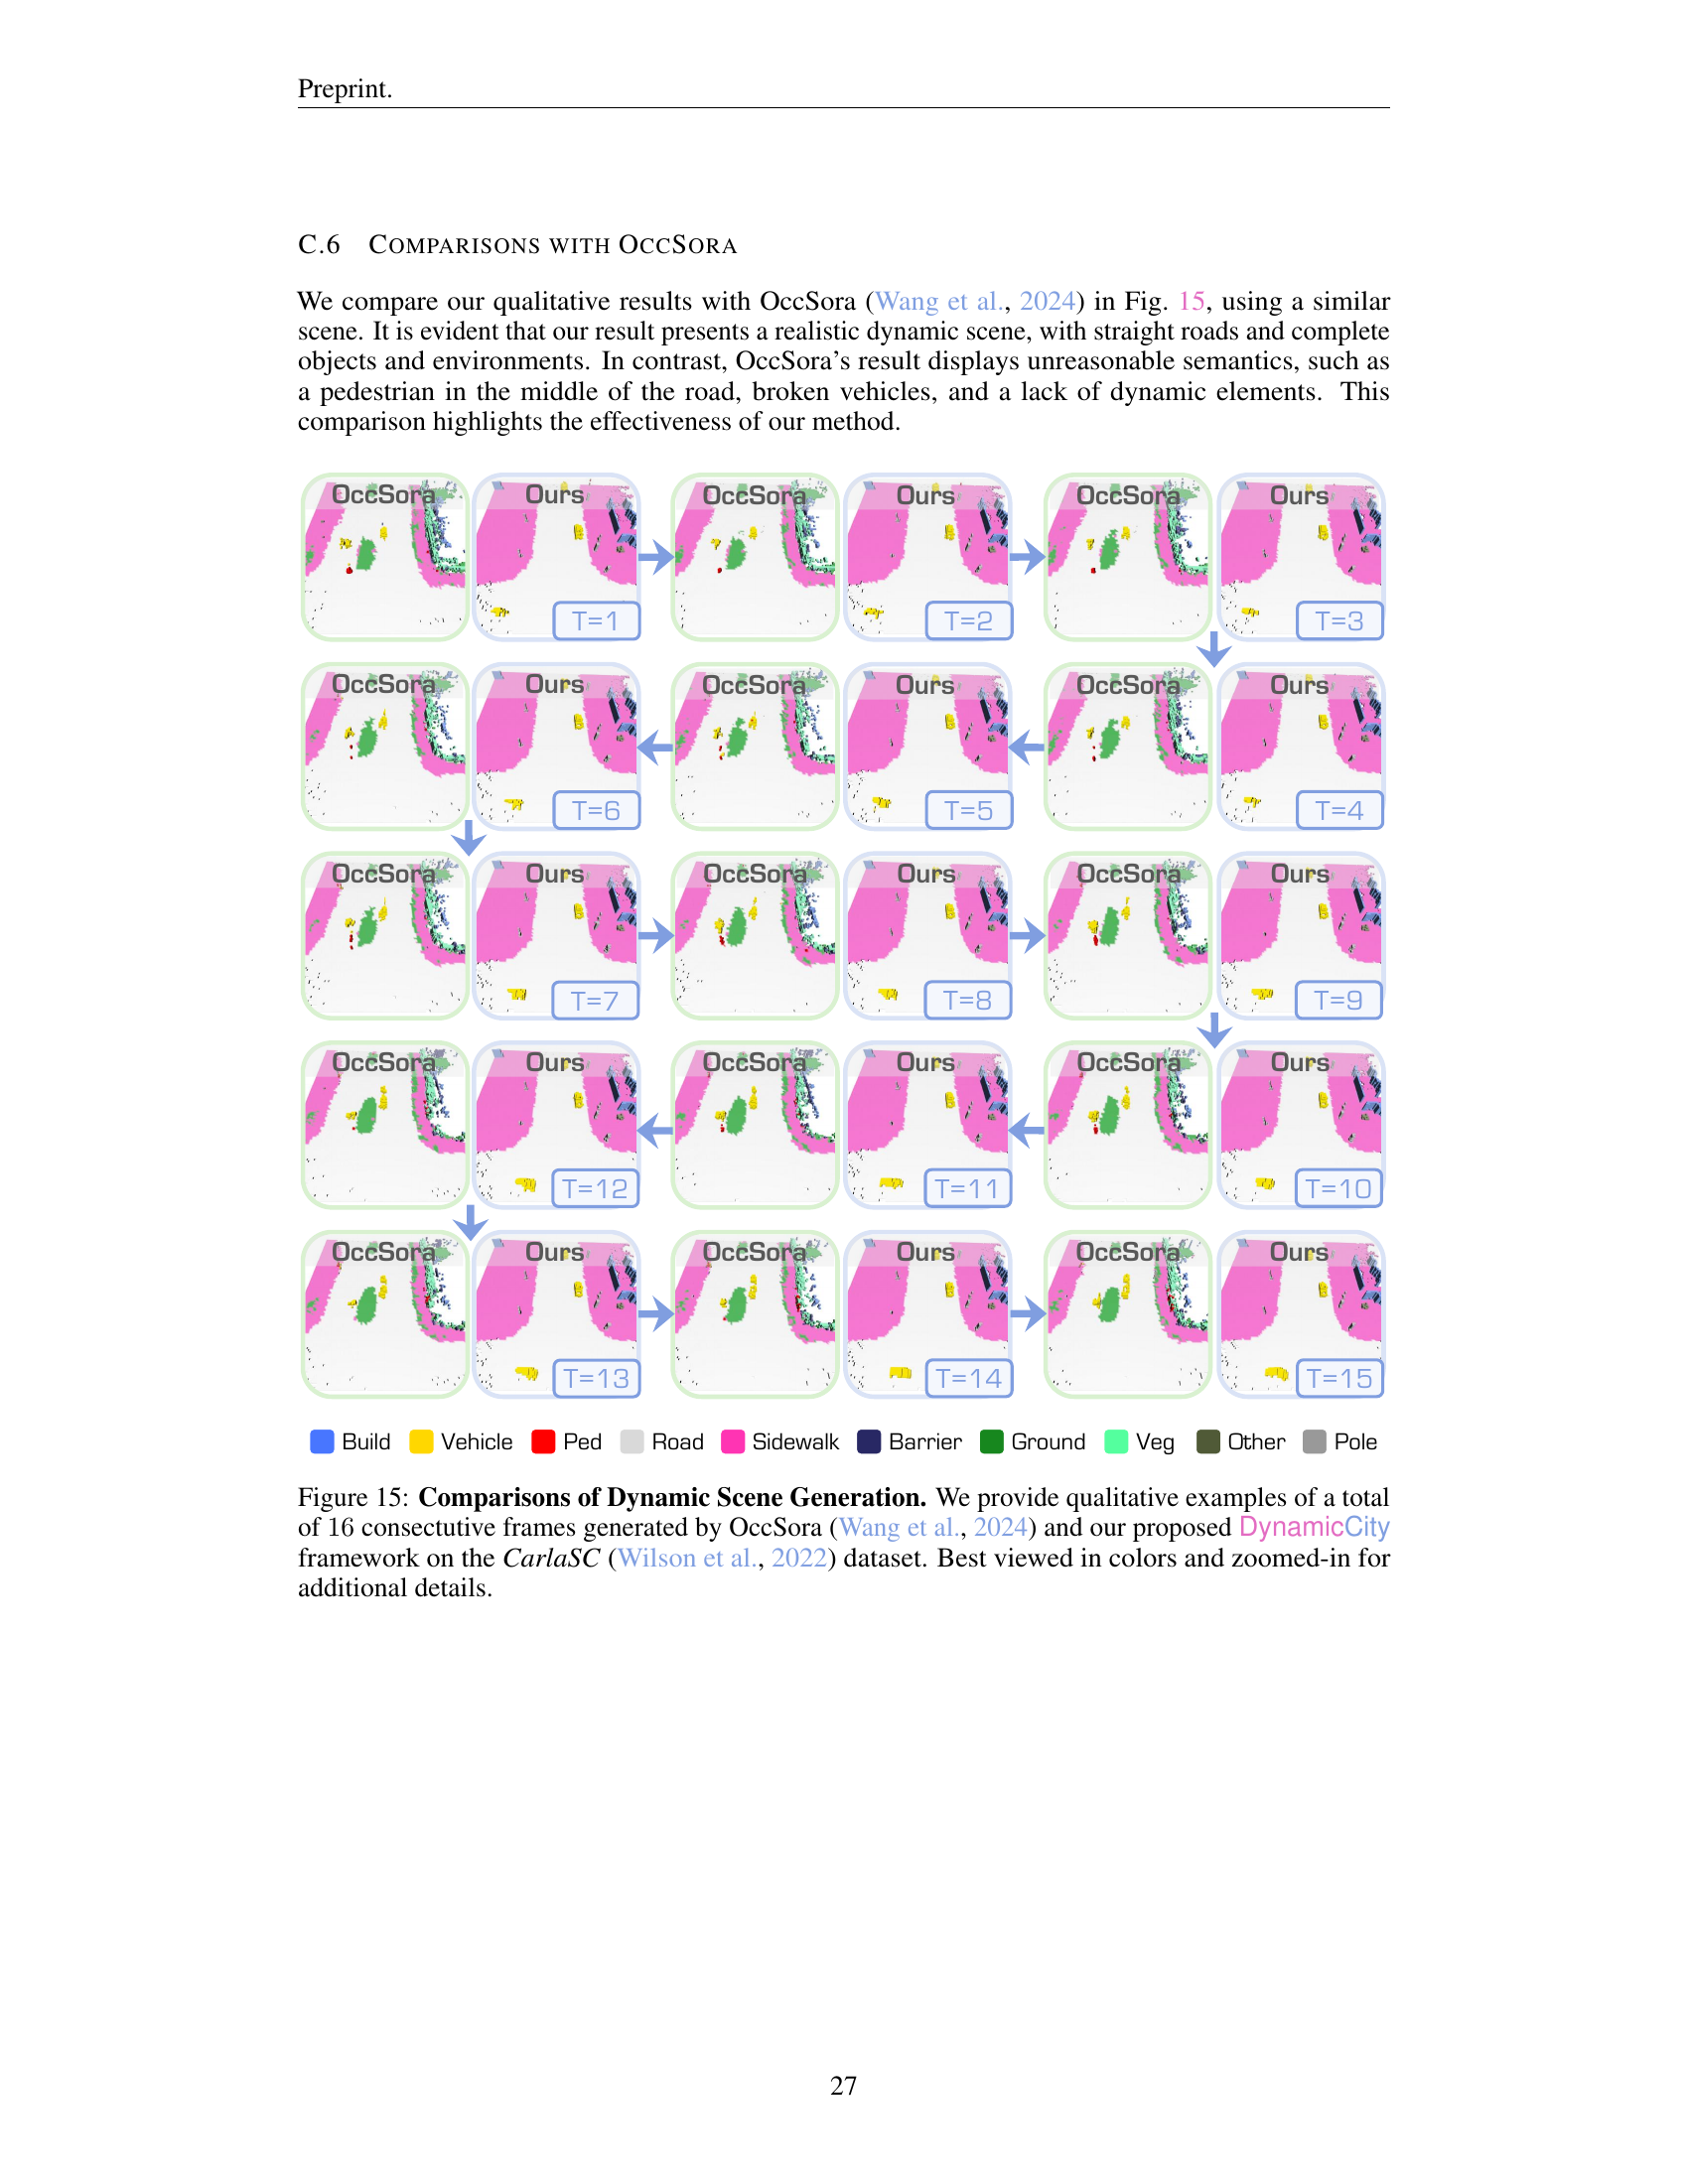 Preprint.
C.6 COMPARISONS WITH OCCSORA
We compare our qualitative results with OccSora (Wang et al., 2024) in Fig. 15, using a similar
scene. It is evident that our result presents a realistic dynamic scene, with straight roads and complete
objects and environments. In contrast, OccSora's result displays unreasonable semantics, such as
a pedestrian in the middle of the road, broken vehicles, and a lack of dynamic elements. This
comparison highlights the effectiveness of our method.
OccSora Ours OccSora Ours OccSora Ours
T=1 T=2 T=3
OccSora Ours OccSora Ours OccSora Ours
T=6 T=5 T=4
OccSora Ours OccSora Ours OccSora Ours
T=7 T=8 T=9
OccSora Ours OccSora Ours OccSora Ours
T=12 T=11 T=10
OccSora Ours OccSora Ours OccSora Ours
T=13 T=14 T=15
Build Vehicle Ped Road Sidewalk Barrier Ground Veg Other Pole
Figure 15: Comparisons of Dynamic Scene Generation. We provide qualitative examples of a total
of 16 consectutive frames generated by OccSora (Wang et al., 2024) and our proposed DynamicCity
framework on the CarlaSC (Wilson et al., 2022) dataset. Best viewed in colors and zoomed-in for
additional details.
27